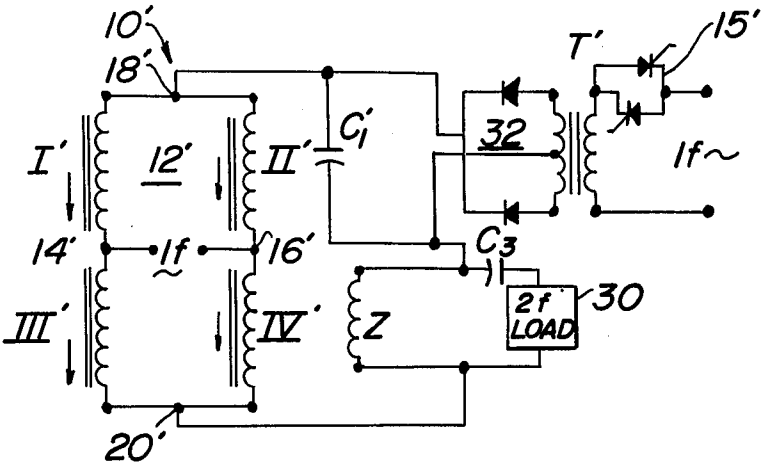 10'
18'
T'
15'
I'
12'
II'
C1'
32
1f~
14'
1f
~
16'
C3
III'
IV'
Z
2f
LOAD
30
20'